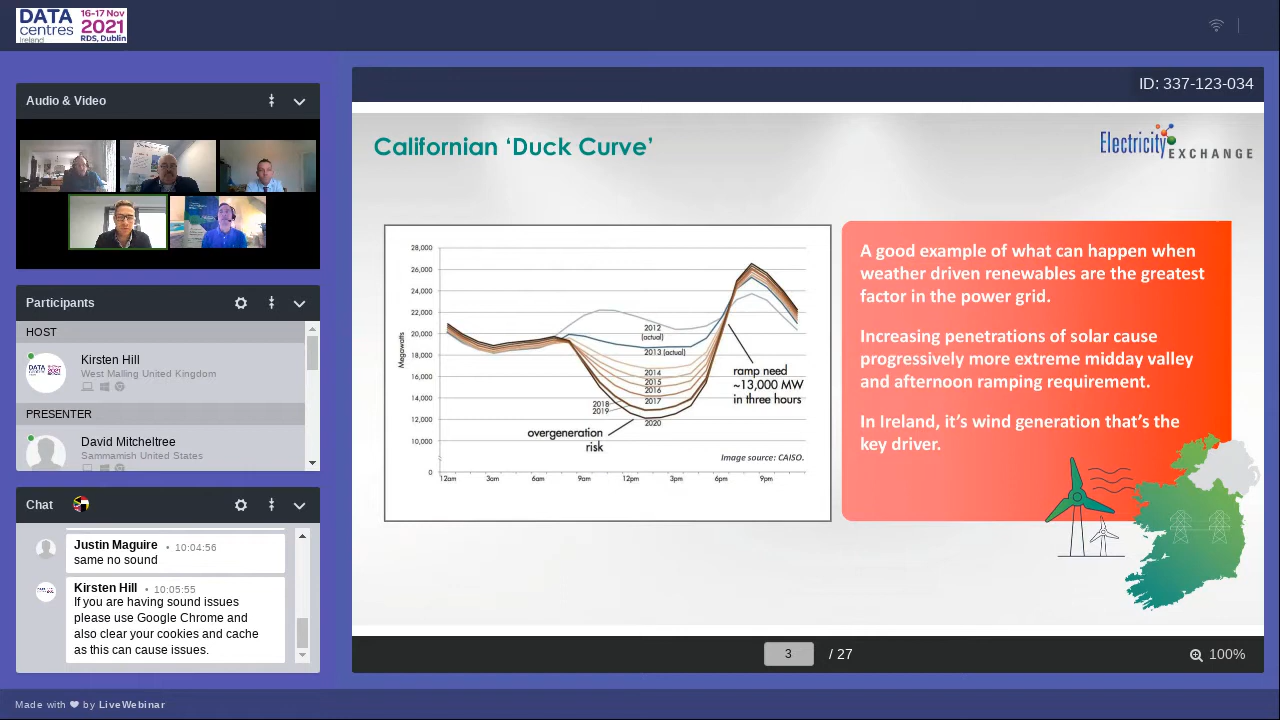 DATA
centres
Ireland
16-17 Nov
2021
RDS, Dublin
ID: 337-123-034
Audio & Video
Participants
HOST
Kirsten Hill
West Malling United Kingdom
PRESENTER
David Mitcheltree
Sammamish United States
Chat
Justin Maguire • 10:04:56
same no sound
Kirsten Hill • 10:05:55
If you are having sound issues
please use Google Chrome and
also clear your cookies and cache
as this can cause issues.
Californian ‘Duck Curve’
Electricity
EXCHANGE
28,000
26,000
24,000
22,000
20,000
18,000
16,000
14,000
12,000
10,000
0
Megawatts
12am 3am 6am 9am 12pm 3pm 6pm 9pm
2012
(actual)
2013 (actual)
2014
2015
2016
2017
2018
2019
2020
overgeneration
risk
ramp need
~13,000 MW
in three hours
Image source: CAISO.
A good example of what can happen when
weather driven renewables are the greatest
factor in the power grid.
Increasing penetrations of solar cause
progressively more extreme midday valley
and afternoon ramping requirement.
In Ireland, it’s wind generation that’s the
key driver.
3 / 27
100%
Made with ❤ by LiveWebinar